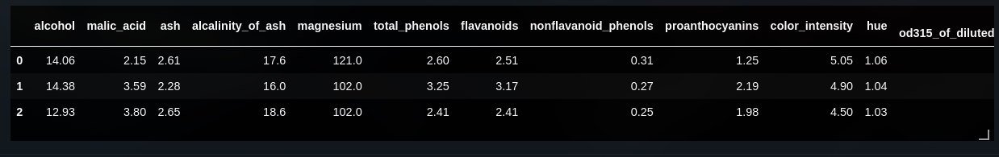 alcohol malic_acid ash alcalinity_of_ash magnesium total_phenols flavanoids nonflavanoid_phenols proanthocyanins color_intensity hue od315_of_diluted
0 14.06 2.15 2.61 17.6 121.0 2.60 2.51 0.31 1.25 5.05 1.06
1 14.38 3.59 2.28 16.0 102.0 3.25 3.17 0.27 2.19 4.90 1.04
2 12.93 3.80 2.65 18.6 102.0 2.41 2.41 0.25 1.98 4.50 1.03